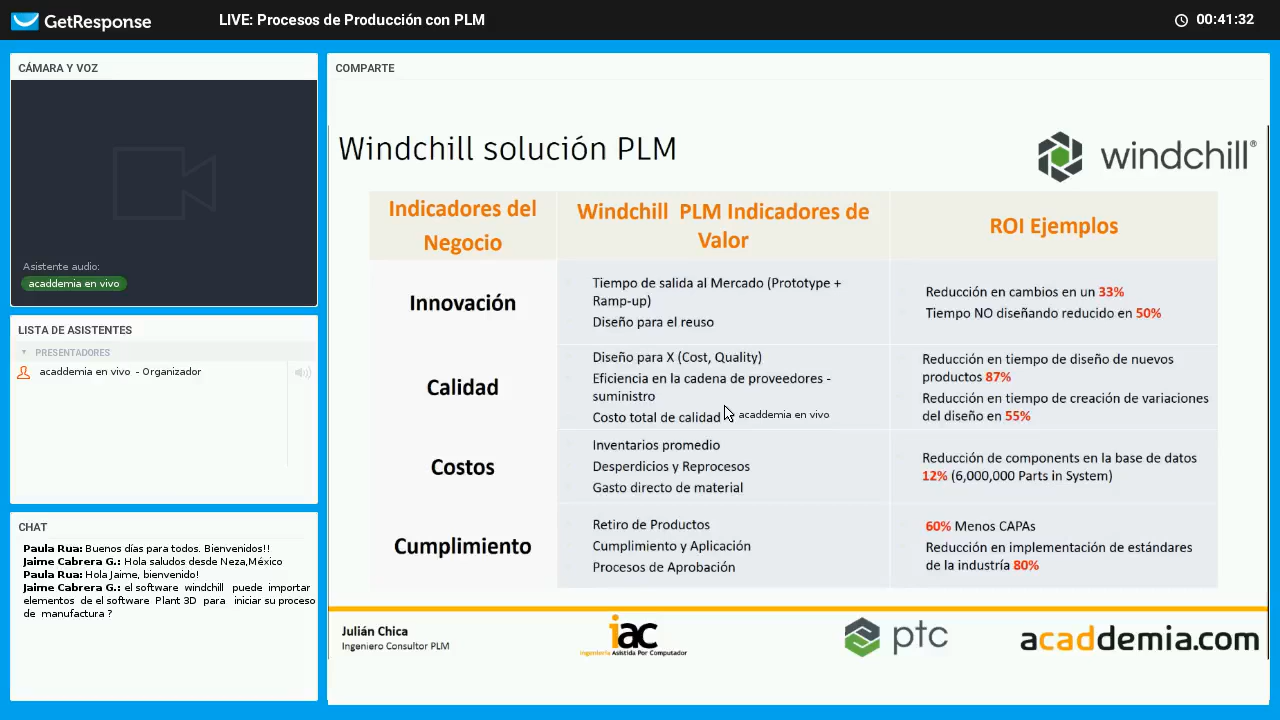 GetResponse
LIVE: Procesos de Producción con PLM
00:41:32
CÁMARA Y VOZ
Asistente audio:
acaddemia en vivo
LISTA DE ASISTENTES
PRESENTADORES
acaddemia en vivo - Organizador
CHAT
Paula Rua: Buenos días para todos. Bienvenidos!!
Jaime Cabrera G.: Hola saludos desde Neza,México
Paula Rua: Hola Jaime, bienvenido!
Jaime Cabrera G.: el software windchill puede importar
elementos de el software Plant 3D para iniciar su proceso
de manufactura ?
COMPARTE
Windchill solución PLM
windchill®
Indicadores del
Negocio
Windchill PLM Indicadores de
Valor
ROI Ejemplos
Innovación
Tiempo de salida al Mercado (Prototype +
Ramp-up)
Diseño para el reuso
Reducción en cambios en un 33%
Tiempo NO diseñando reducido en 50%
Calidad
Diseño para X (Cost, Quality)
Eficiencia en la cadena de proveedores -
suministro
Costo total de calidad
acaddemia en vivo
Reducción en tiempo de diseño de nuevos
productos 87%
Reducción en tiempo de creación de variaciones
del diseño en 55%
Costos
Inventarios promedio
Desperdicios y Reprocesos
Gasto directo de material
Reducción de components en la base de datos
12% (6,000,000 Parts in System)
Cumplimiento
Retiro de Productos
Cumplimiento y Aplicación
Procesos de Aprobación
60% Menos CAPAs
Reducción en implementación de estándares
de la industría 80%
Julián Chica
Ingeniero Consultor PLM
iac
Ingeniería Asistida Por Computador
ptc
acaddemia.com